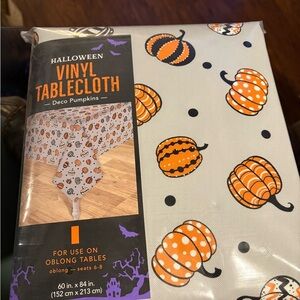 HALLOWEEN
VINYL
TABLECLOTH
— Deco Pumpkins —
FOR USE ON
OBLONG TABLES
oblong — seats 6-8
60 in. x 84 in.
(152 cm x 213 cm)